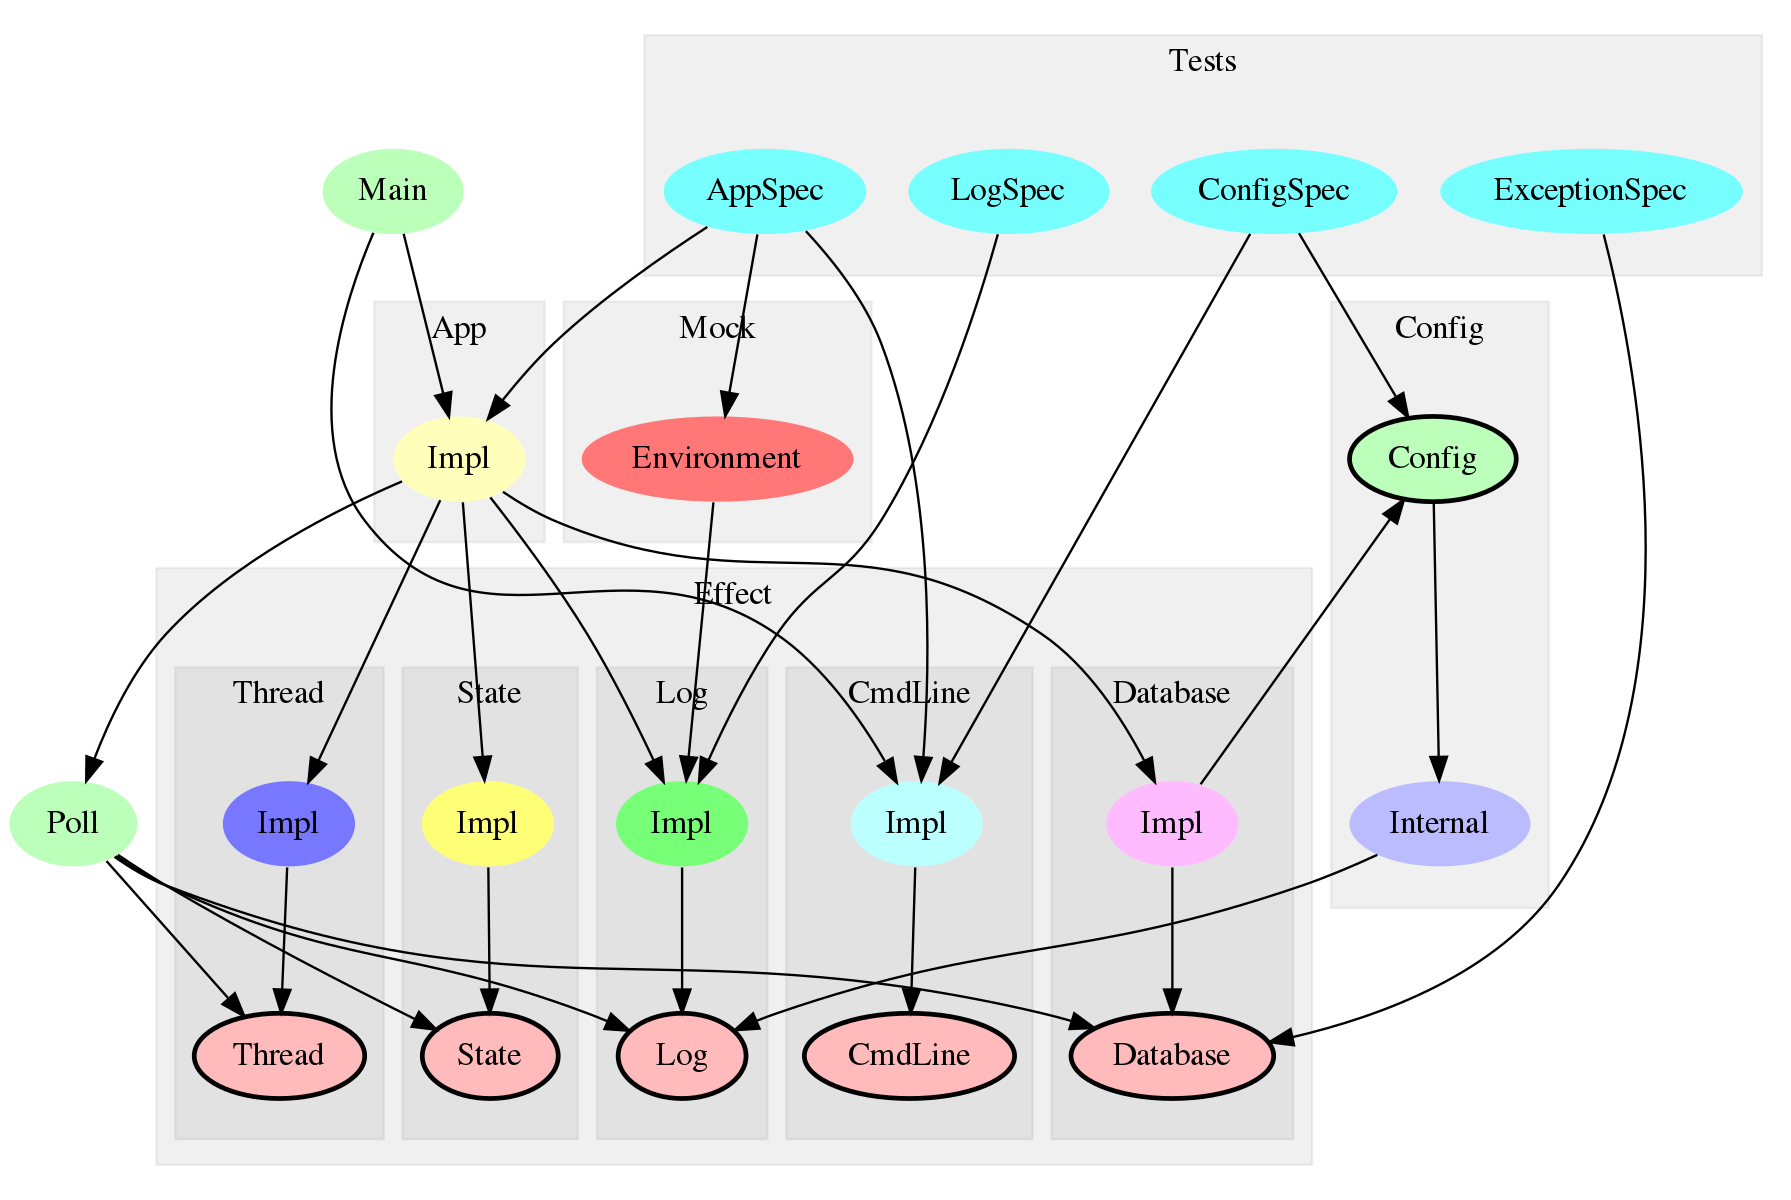 Tests
Main
AppSpec
LogSpec
ConfigSpec
ExceptionSpec
App
Mock
Config
Impl
Environment
Config
Effect
Thread
State
Log
CmdLine
Database
Poll
Impl
Impl
Impl
Impl
Impl
Internal
Thread
State
Log
CmdLine
Database